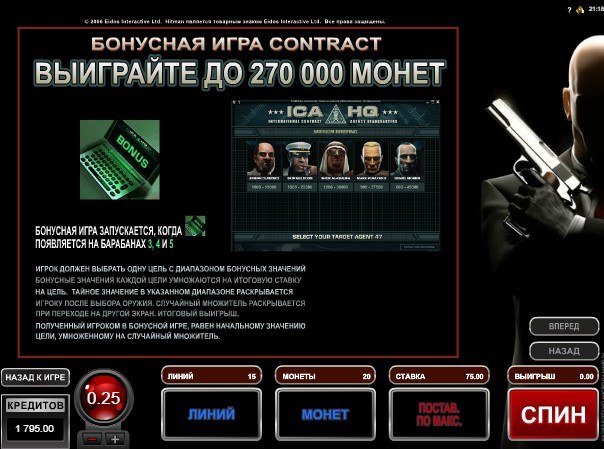 ? 21:18
© 2006 Eidos Interactive Ltd. Hitman является товарным знаком Eidos Interactive Ltd. Все права защищены.
БОНУСНАЯ ИГРА CONTRACT
ВЫИГРАЙТЕ ДО 270 000 МОНЕТ
BONUS
ICA HQ
INTERNATIONAL CONTRACT AGENCY HEADQUARTERS
MISSION BRIEFING
SELECT YOUR TARGET AGENT 47
БОНУСНАЯ ИГРА ЗАПУСКАЕТСЯ, КОГДА
ПОЯВЛЯЕТСЯ НА БАРАБАНАХ 3, 4 И 5
ИГРОК ДОЛЖЕН ВЫБРАТЬ ОДНУ ЦЕЛЬ С ДИАПАЗОНОМ БОНУСНЫХ ЗНАЧЕНИЙ
БОНУСНЫЕ ЗНАЧЕНИЯ КАЖДОЙ ЦЕЛИ УМНОЖАЮТСЯ НА ИТОГОВУЮ СТАВКУ
НА ЦЕЛЬ. ТАЙНОЕ ЗНАЧЕНИЕ В УКАЗАННОМ ДИАПАЗОНЕ РАСКРЫВАЕТСЯ
ИГРОКУ ПОСЛЕ ВЫБОРА ОРУЖИЯ. СЛУЧАЙНЫЙ МНОЖИТЕЛЬ РАСКРЫВАЕТСЯ
ПРИ ПЕРЕХОДЕ НА ДРУГОЙ ЭКРАН. ИТОГОВЫЙ ВЫИГРЫШ,
ПОЛУЧЕННЫЙ ИГРОКОМ В БОНУСНОЙ ИГРЕ, РАВЕН НАЧАЛЬНОМУ ЗНАЧЕНИЮ
ЦЕЛИ, УМНОЖЕННОМУ НА СЛУЧАЙНЫЙ МНОЖИТЕЛЬ.
ВПЕРЕД
НАЗАД
НАЗАД К ИГРЕ
КРЕДИТОВ
1 795.00
0.25
ЛИНИЙ 15
МОНЕТЫ 20
СТАВКА 75.00
ВЫИГРЫШ 0.00
ЛИНИЙ
МОНЕТ
ПОСТАВ.
ПО МАКС.
СПИН